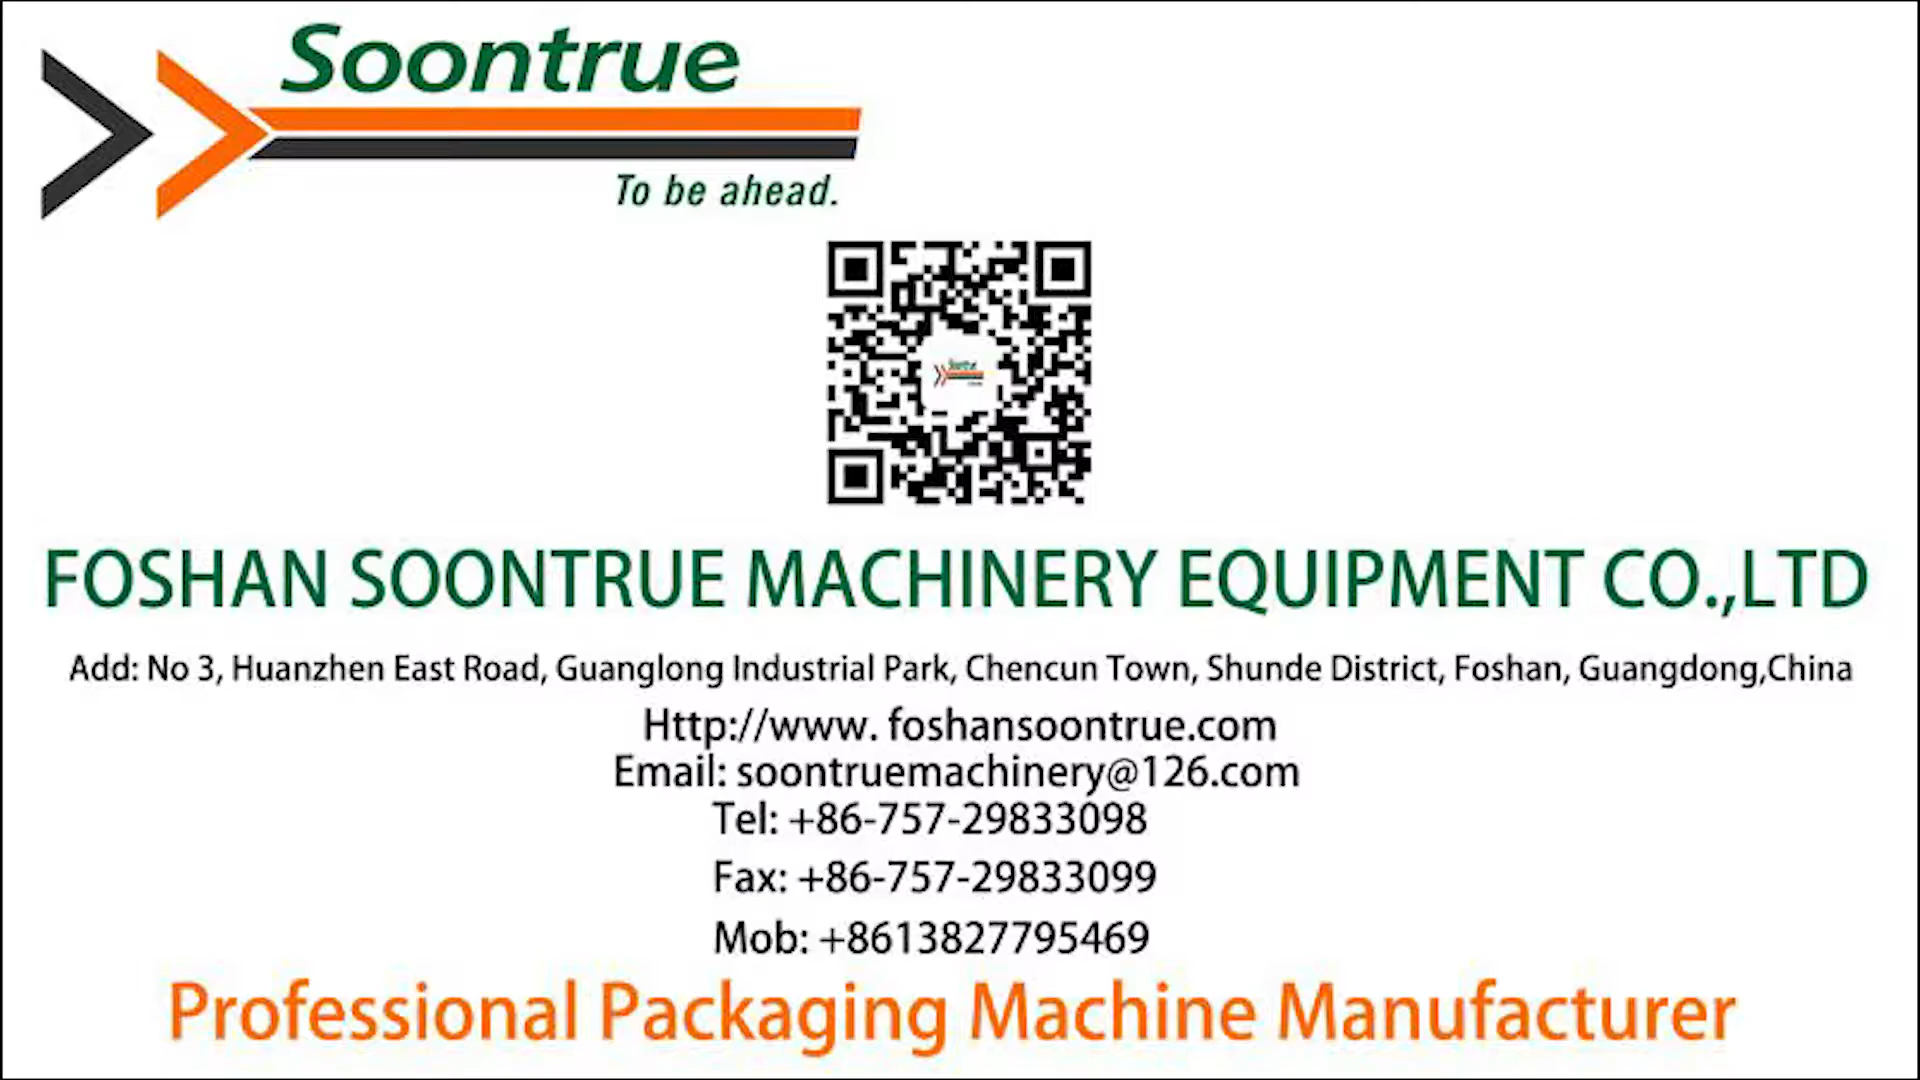 Soontrue
To be ahead.
Soontrue
FOSHAN SOONTRUE MACHINERY EQUIPMENT CO.,LTD
Add: No 3, Huanzhen East Road, Guanglong Industrial Park, Chencun Town, Shunde District, Foshan, Guangdong,China
Http://www. foshansoontrue.com
Email: soontruemachinery@126.com
Tel: +86-757-29833098
Fax: +86-757-29833099
Mob: +8613827795469
Professional Packaging Machine Manufacturer